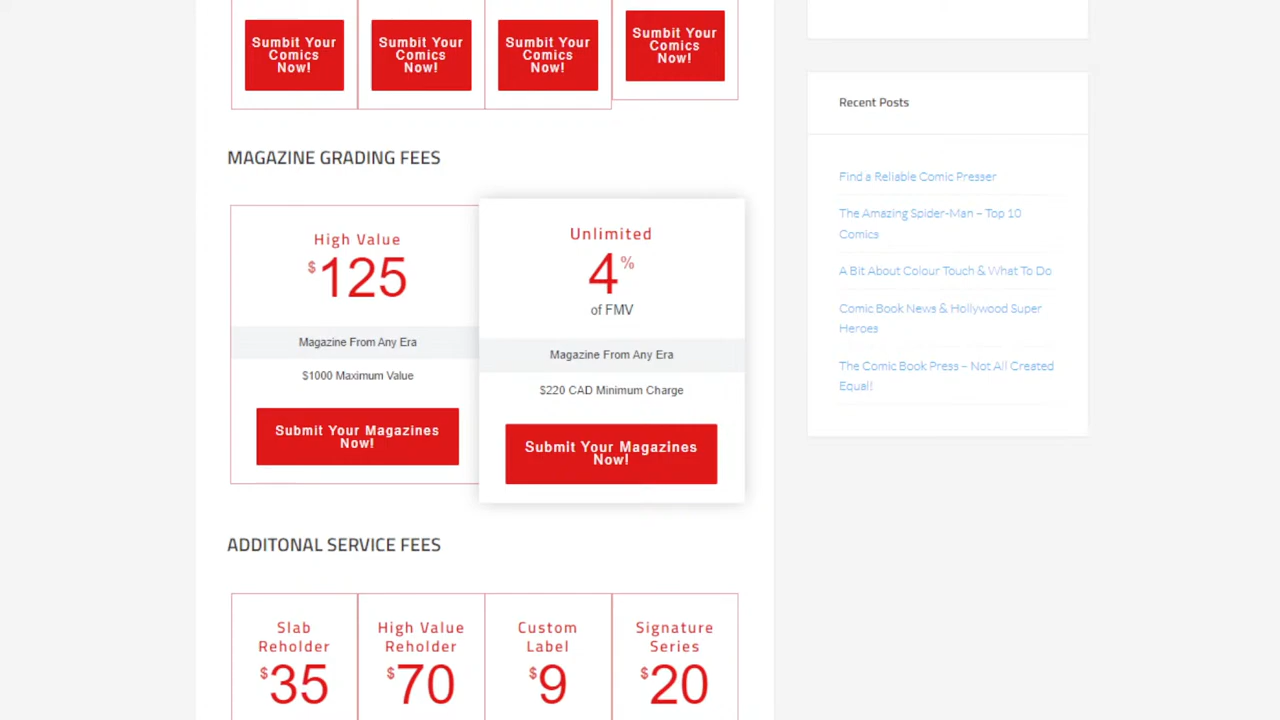 Sumbit Your
Comics
Now!
Sumbit Your
Comics
Now!
Sumbit Your
Comics
Now!
Sumbit Your
Comics
Now!
MAGAZINE GRADING FEES
High Value
$125
Magazine From Any Era
$1000 Maximum Value
Submit Your Magazines
Now!
Unlimited
4%
of FMV
Magazine From Any Era
$220 CAD Minimum Charge
Submit Your Magazines
Now!
ADDITONAL SERVICE FEES
Slab
Reholder
$35
High Value
Reholder
$70
Custom
Label
$9
Signature
Series
$20
Recent Posts
Find a Reliable Comic Presser
The Amazing Spider-Man – Top 10
Comics
A Bit About Colour Touch & What To Do
Comic Book News & Hollywood Super
Heroes
The Comic Book Press – Not All Created
Equal!